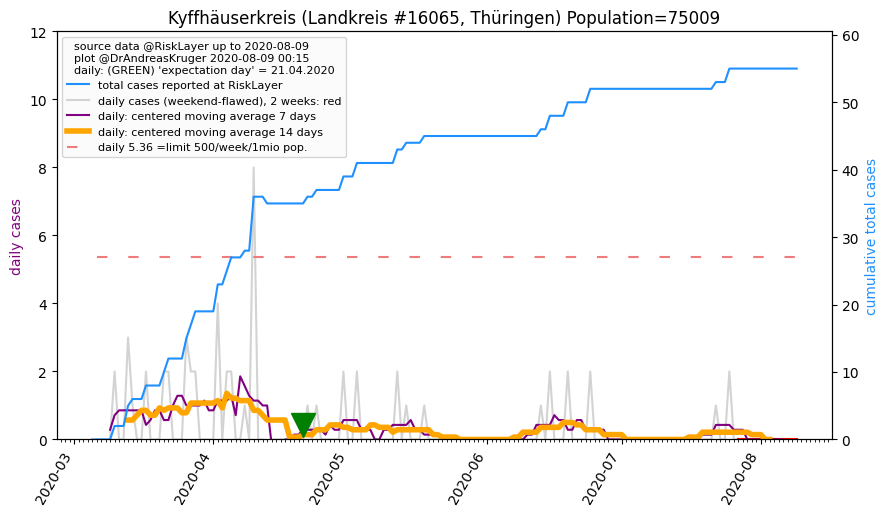 Kyffhäuserkreis (Landkreis #16065, Thüringen) Population=75009
source data @RiskLayer up to 2020-08-09
plot @DrAndreasKruger 2020-08-09 00:15
daily: (GREEN) 'expectation day' = 21.04.2020
total cases reported at RiskLayer
daily cases (weekend-flawed), 2 weeks: red
daily: centered moving average 7 days
daily: centered moving average 14 days
daily 5.36 =limit 500/week/1mio pop.
daily cases
12
10
8
6
4
2
0
60
50
40
30
20
10
0
cumulative total cases
2020-03
2020-04
2020-05
2020-06
2020-07
2020-08